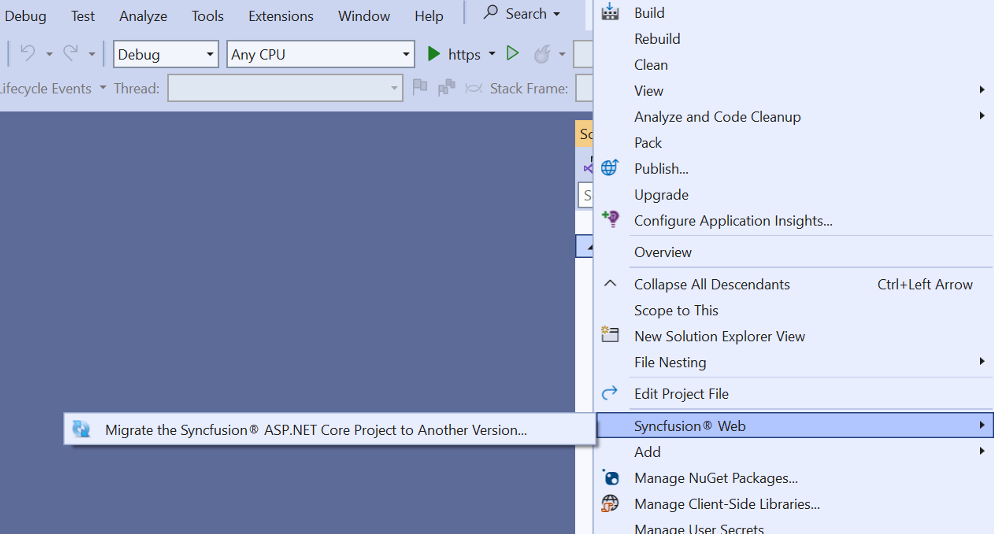 Debug Test Analyze Tools Extensions Window Help Search
Debug Any CPU https
ifecycle Events Thread: Stack Frame:
So
S
Build
Rebuild
Clean
View
Analyze and Code Cleanup
Pack
Publish...
Upgrade
Configure Application Insights...
Overview
Collapse All Descendants Ctrl+Left Arrow
Scope to This
New Solution Explorer View
File Nesting
Edit Project File
Syncfusion® Web
Migrate the Syncfusion® ASP.NET Core Project to Another Version...
Add
Manage NuGet Packages...
Manage Client-Side Libraries...
Manage User Secrets